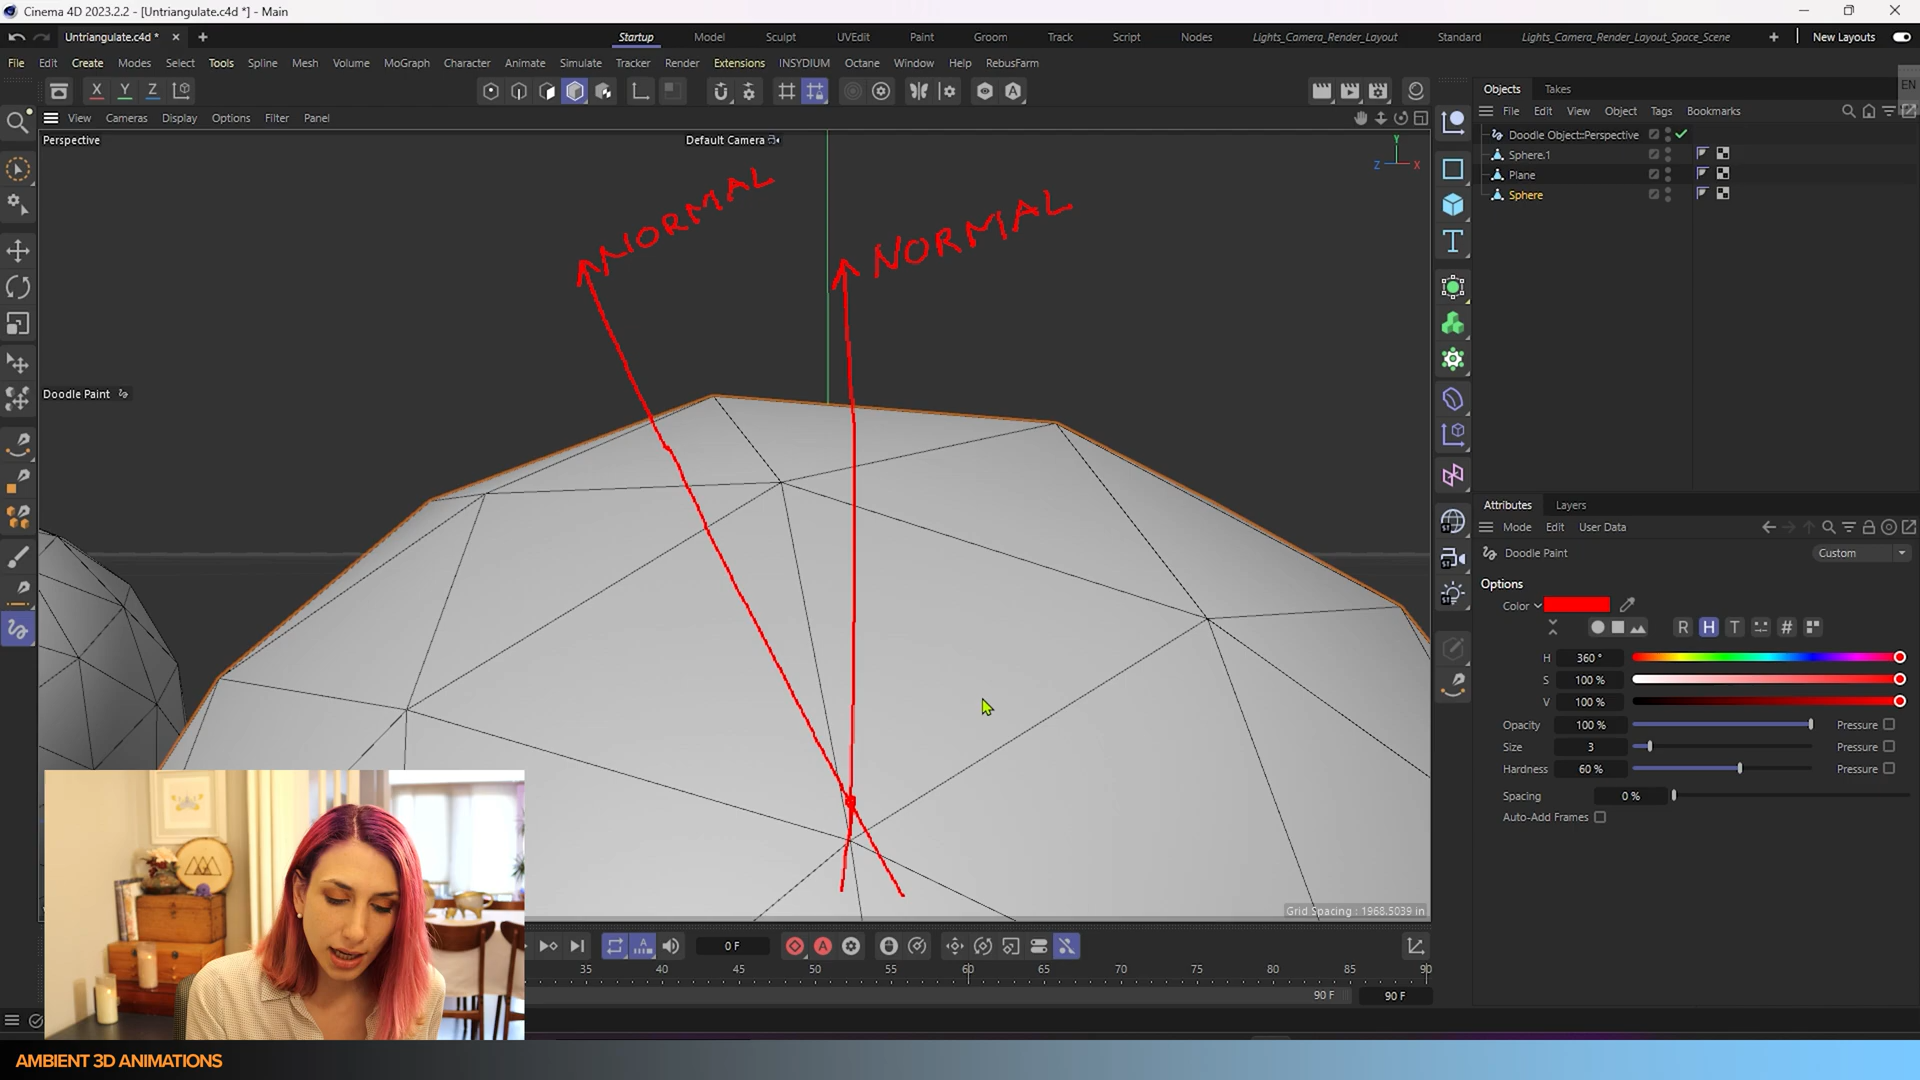 Cinema 4D 2023.2.2 - [Untriangulate.c4d *] - Main
Untriangulate.c4d *
Startup Model Sculpt UVEdit Paint Groom Track Script Nodes Lights_Camera_Render_Layout Standard Lights_Camera_Render_Layout_Space_Scene New Layouts
File Edit Create Modes Select Tools Spline Mesh Volume MoGraph Character Animate Simulate Tracker Render Extensions INSYDIUM Octane Window Help RebusFarm
EN
X Y Z
View Cameras Display Options Filter Panel
Perspective
Default Camera
Y
Z
X
NORMAL
NORMAL
Doodle Paint
Grid Spacing : 1968.5039 in
Objects Takes
File Edit View Object Tags Bookmarks
Doodle Object::Perspective
Sphere.1
Plane
Sphere
Attributes Layers
Mode Edit User Data
Doodle Paint
Custom
Options
Color
R H T #
H 360 °
S 100 %
V 100 %
Opacity 100 % Pressure
Size 3 Pressure
Hardness 60 % Pressure
Spacing 0 %
Auto-Add Frames
0 F
35 40 45 50 55 60 65 70 75 80 85 90
90 F 90 F
AMBIENT 3D ANIMATIONS